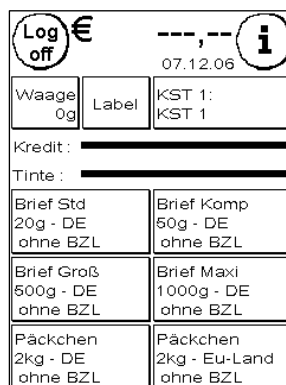 Log off € ---,-- i
07.12.06
Waage 0g Label KST 1: KST 1
Kredit :
Tinte :
Brief Std 20g - DE ohne BZL
Brief Komp 50g - DE ohne BZL
Brief Groß 500g - DE ohne BZL
Brief Maxi 1000g - DE ohne BZL
Päckchen 2kg - DE ohne BZL
Päckchen 2kg - Eu-Land ohne BZL